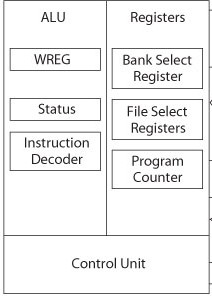 ALU
WREG
Status
Instruction
Decoder
Registers
Bank Select
Register
File Select
Registers
Program
Counter
Control Unit